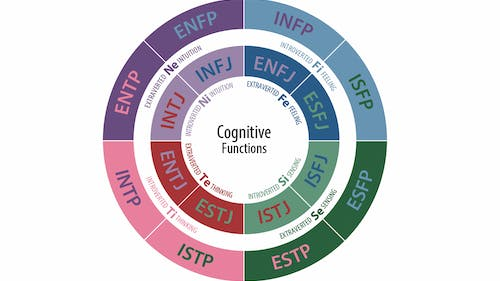 ENFP
INFP
ENTP
ISFP
EXTRAVERTED Ne INTUITION
INTROVERTED Fi FEELING
INFJ
ENFJ
INTJ
ESFJ
INTROVERTED Ni INTUITION
EXTRAVERTED Fe FEELING
Cognitive
Functions
EXTRAVERTED Te THINKING
INTROVERTED Si SENSING
ENTJ
ISFJ
ESTJ
ISTJ
INTROVERTED Ti THINKING
EXTRAVERTED Se SENSING
INTP
ESFP
ISTP
ESTP